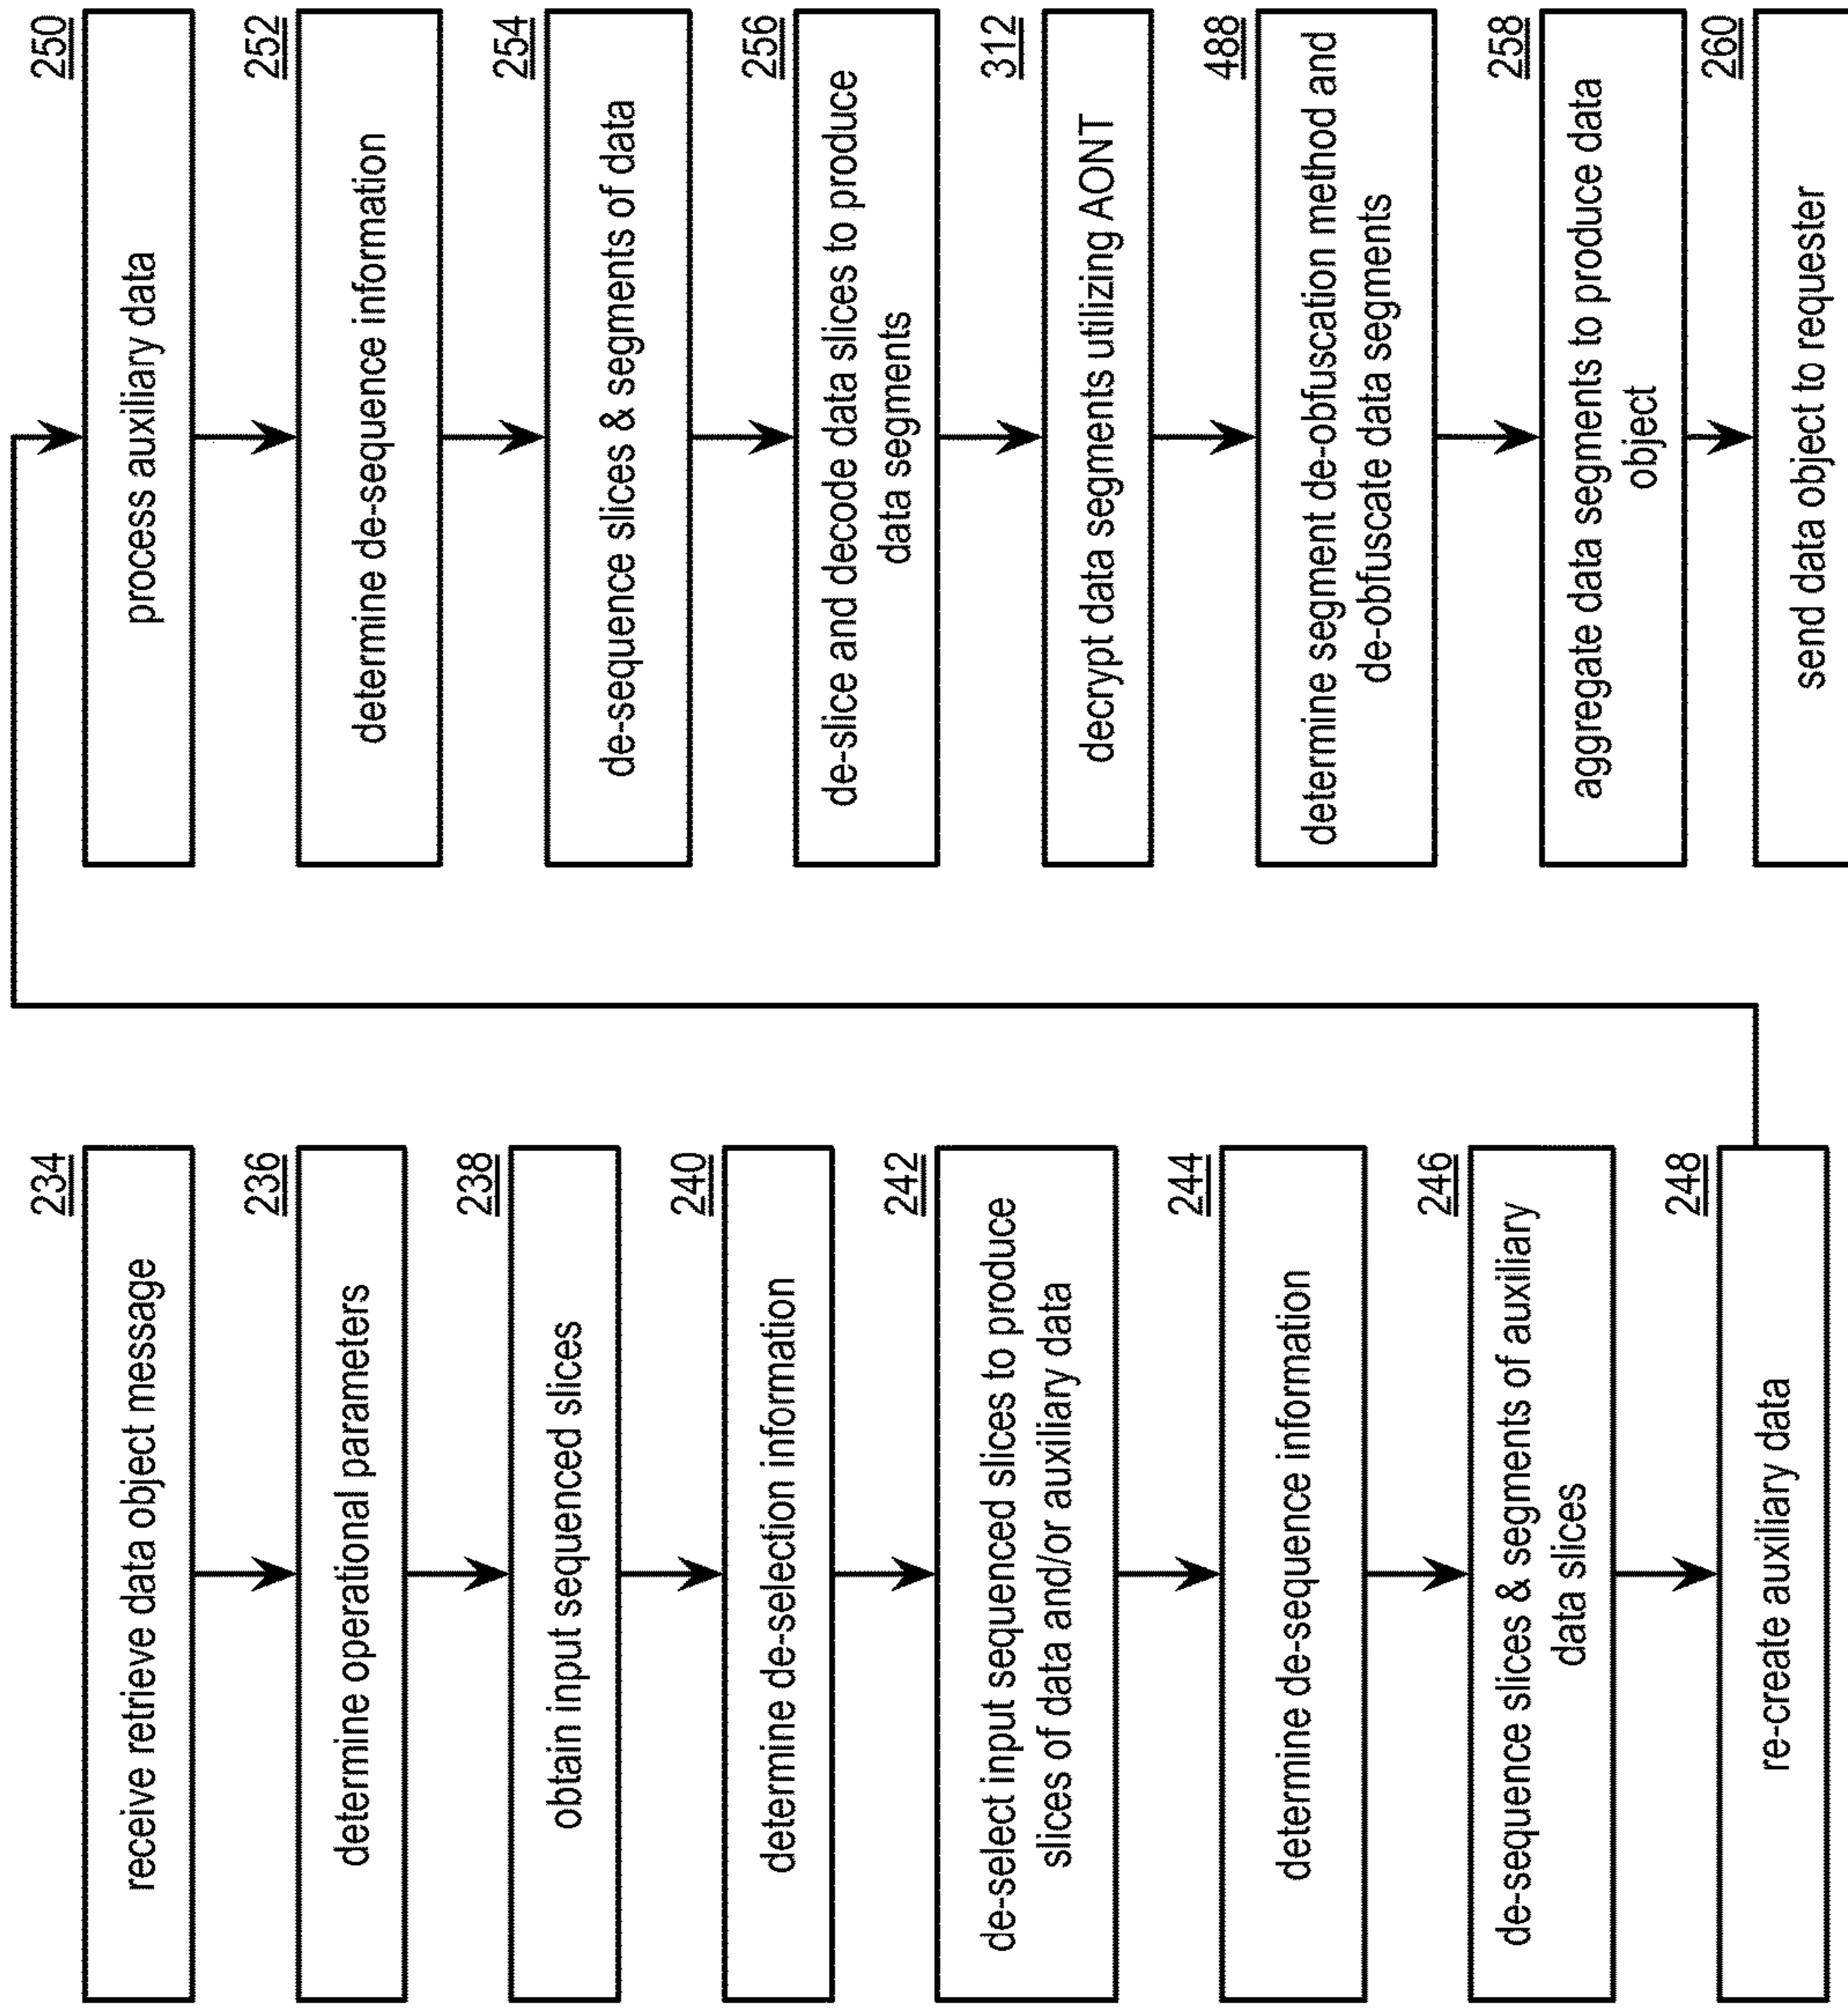 234
receive retrieve data object message
236
determine operational parameters
238
obtain input sequenced slices
240
determine de-selection information
242
de-select input sequenced slices to produce
slices of data and/or auxiliary data
244
determine de-sequence information
246
de-sequence slices & segments of auxiliary
data slices
248
re-create auxiliary data
250
process auxiliary data
252
determine de-sequence information
254
de-sequence slices & segments of data
256
de-slice and decode data slices to produce
data segments
312
decrypt data segments utilizing AONT
488
determine segment de-obfuscation method and
de-obfuscate data segments
258
aggregate data segments to produce data
object
260
send data object to requester